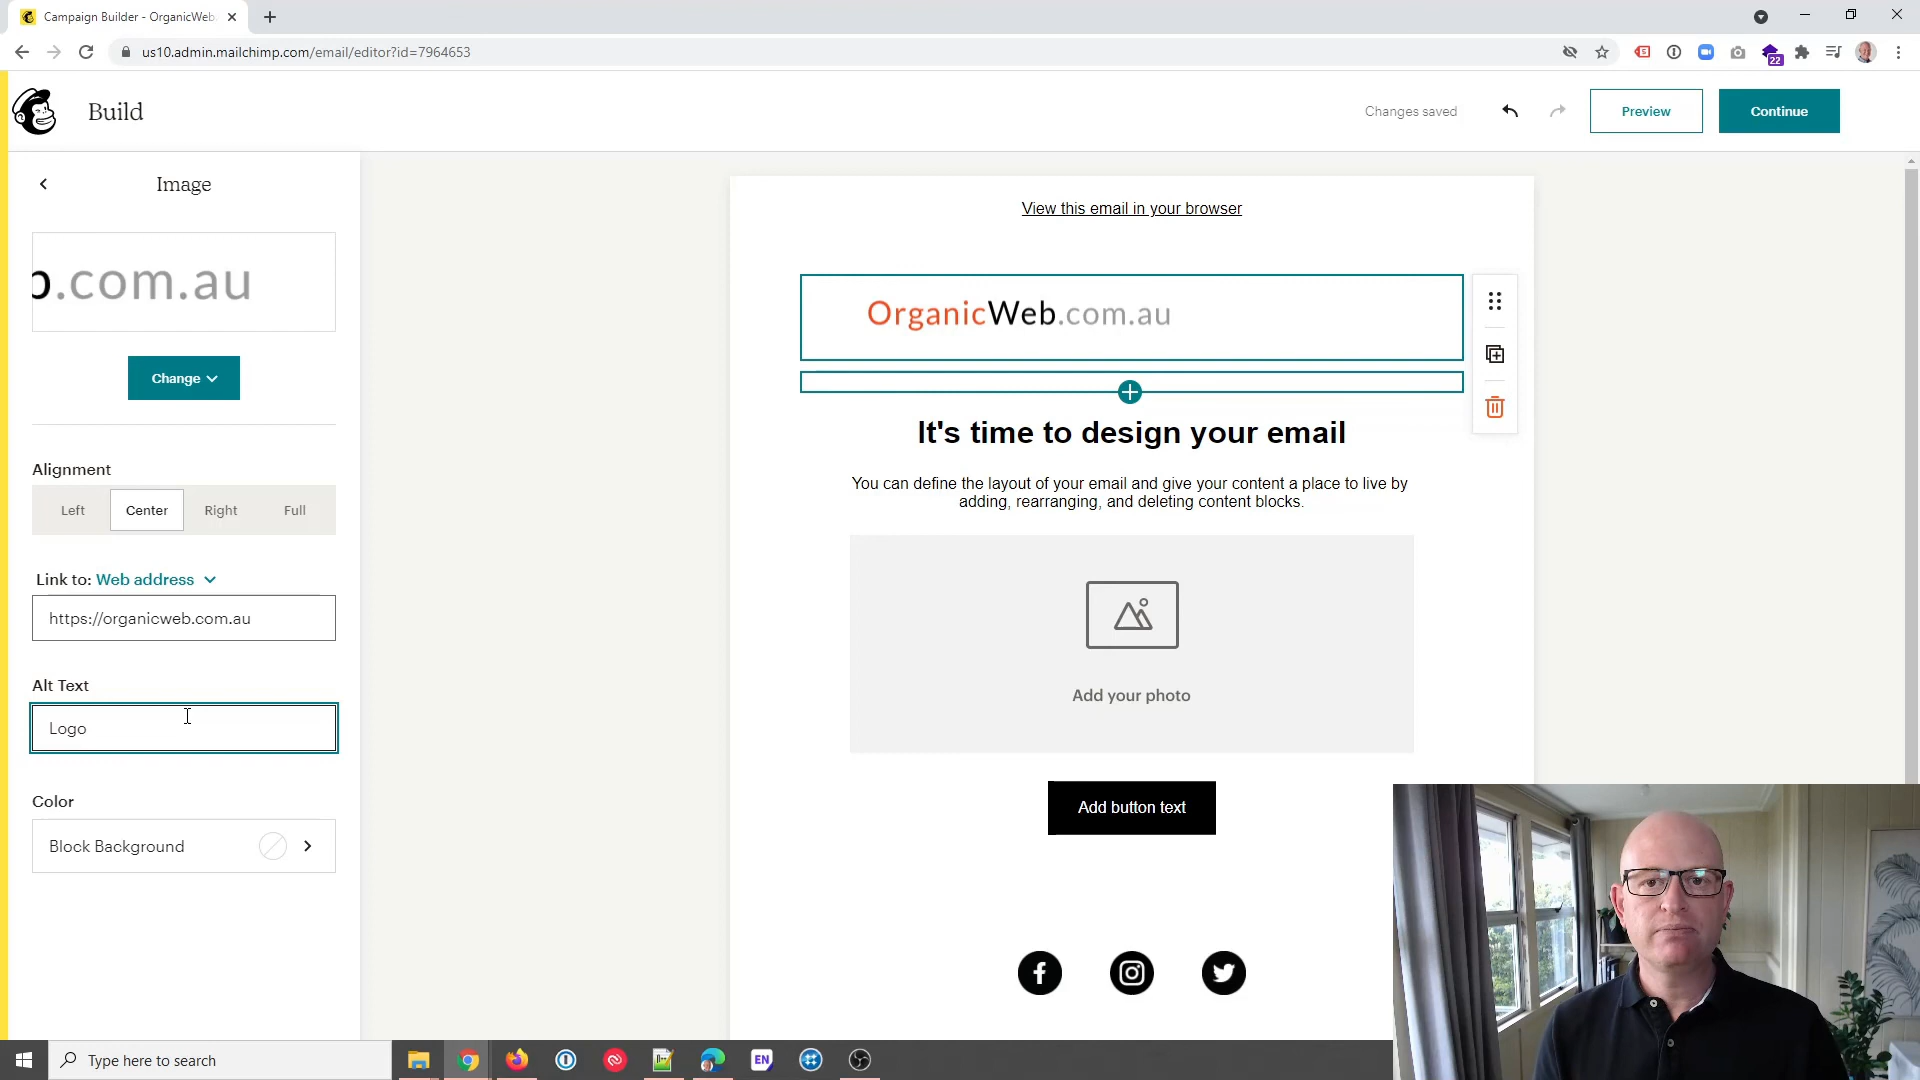 Campaign Builder - OrganicWeb
us10.admin.mailchimp.com/email/editor?id=7964653
22
Build
Changes saved
Preview
Continue
Image
b.com.au
Change
Alignment
Left
Center
Right
Full
Link to: Web address
https://organicweb.com.au
Alt Text
Logo
Color
Block Background
View this email in your browser
OrganicWeb.com.au
It's time to design your email
You can define the layout of your email and give your content a place to live by
adding, rearranging, and deleting content blocks.
Add your photo
Add button text
Type here to search
EN